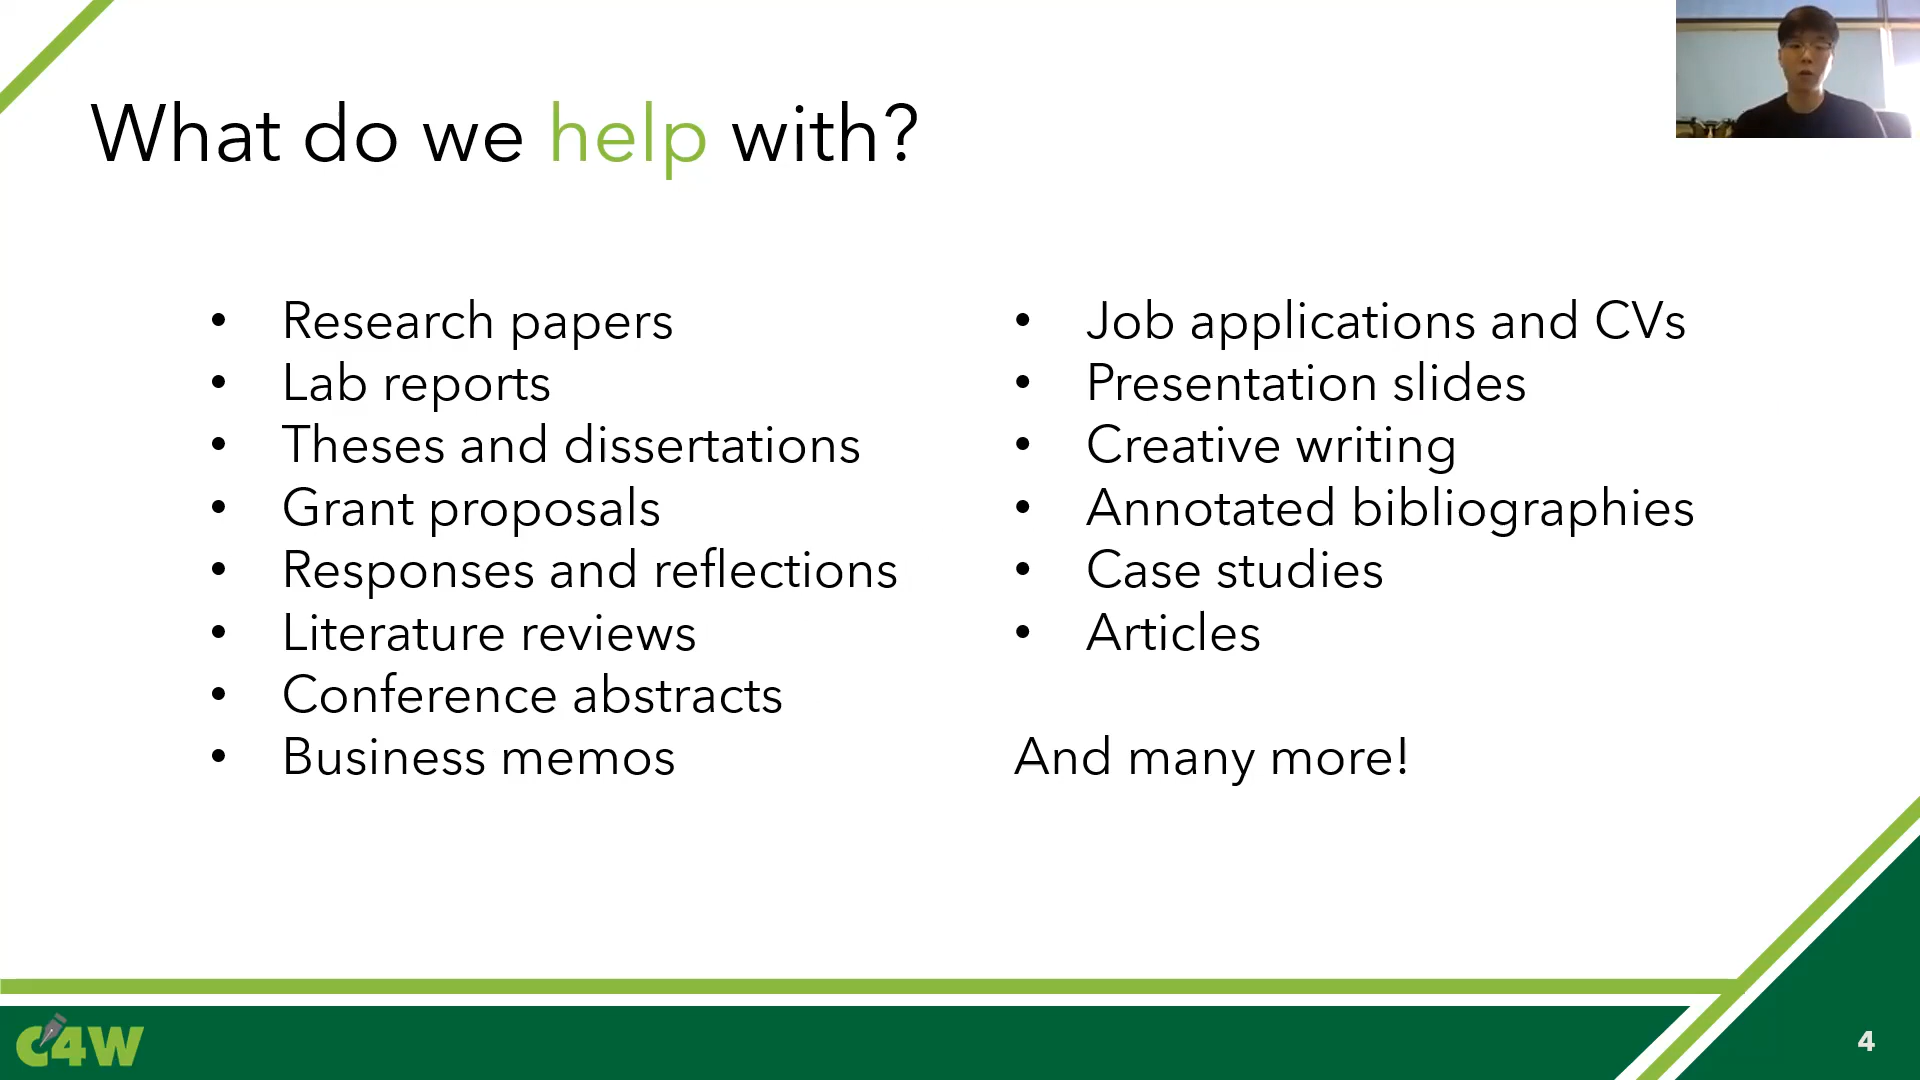 What do we help with?
• Research papers
• Lab reports
• Theses and dissertations
• Grant proposals
• Responses and reflections
• Literature reviews
• Conference abstracts
• Business memos
• Job applications and CVs
• Presentation slides
• Creative writing
• Annotated bibliographies
• Case studies
• Articles
And many more!
C4W
4